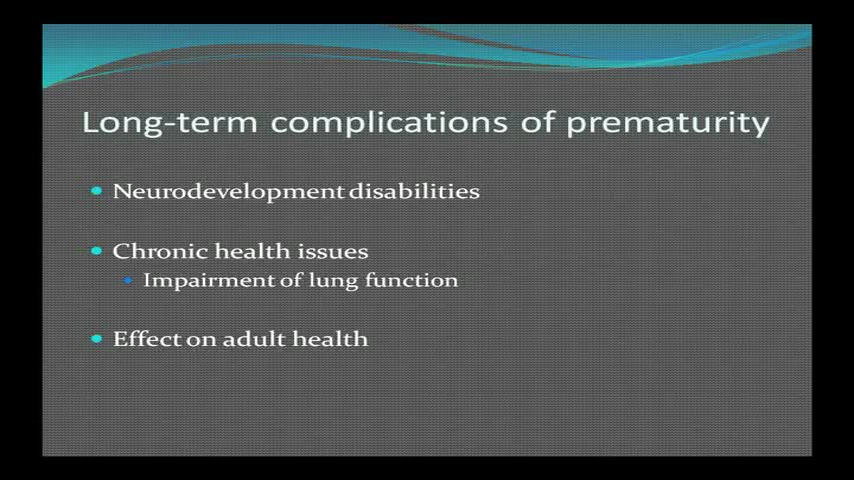 Long-term complications of prematurity
Neurodevelopment disabilities
Chronic health issues
Impairment of lung function
Effect on adult health